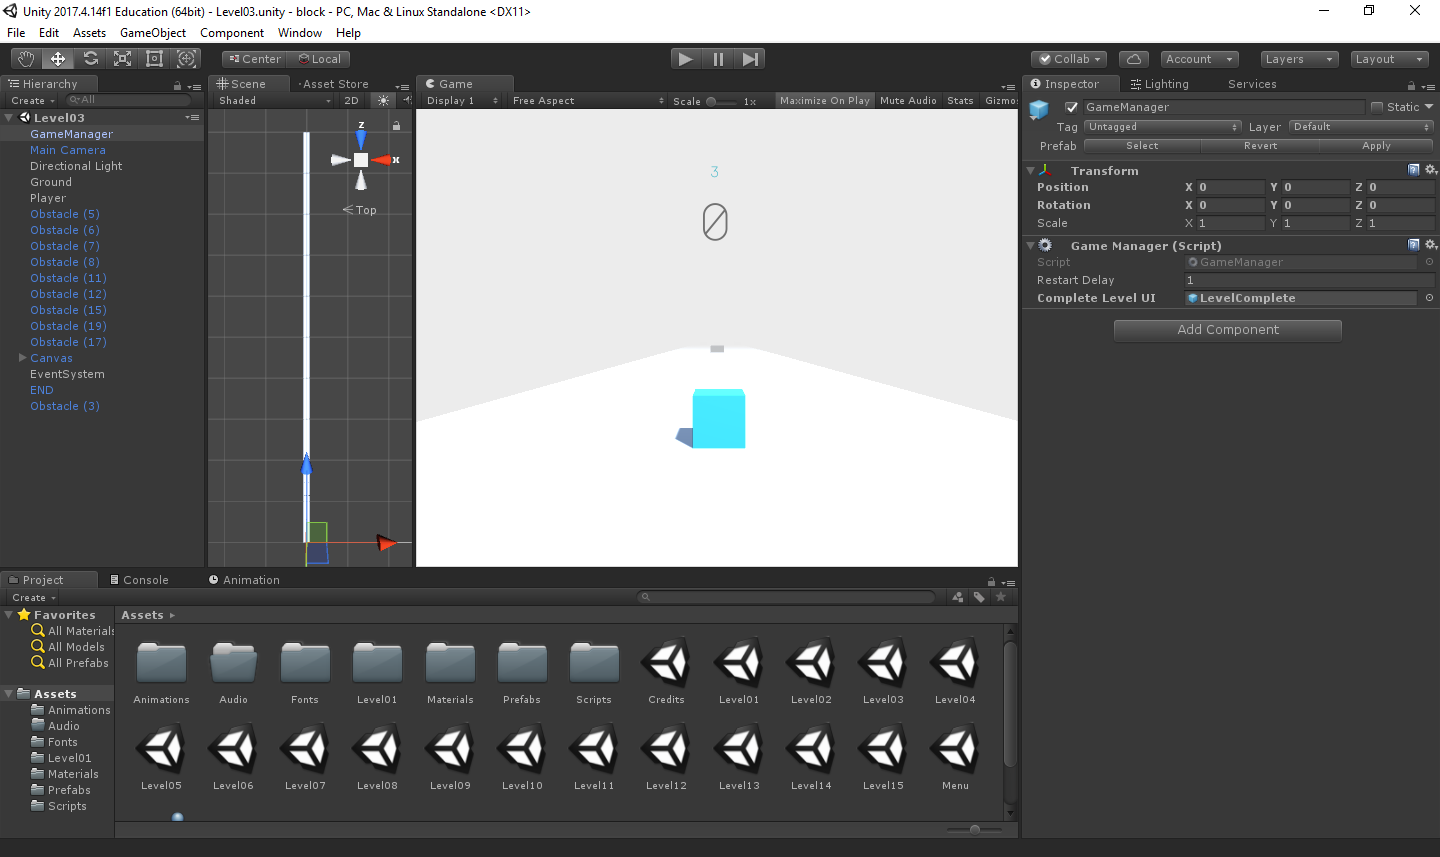 Unity 2017.4.14f1 Education (64bit) - Level03.unity - block - PC, Mac & Linux Standalone <DX11>
File Edit Assets GameObject Component Window Help
Center Local Collab Account Layers Layout
Hierarchy Scene Asset Store Game Inspector Lighting Services
Create All Shaded 2D Display 1 Free Aspect Scale 1x Maximize On Play Mute Audio Stats Gizmos
GameManager Static
Tag Untagged Layer Default
Prefab Select Revert Apply
Transform
Position X 0 Y 0 Z 0
Rotation X 0 Y 0 Z 0
Scale X 1 Y 1 Z 1
Game Manager (Script)
Script GameManager
Restart Delay 1
Complete Level UI LevelComplete
Add Component
Level03
GameManager
Main Camera
Directional Light
Ground
Player
Obstacle (5)
Obstacle (6)
Obstacle (7)
Obstacle (8)
Obstacle (11)
Obstacle (12)
Obstacle (15)
Obstacle (19)
Obstacle (17)
Canvas
EventSystem
END
Obstacle (3)
z
x
Top
3
0
Project Console Animation
Create
Favorites
All Materials
All Models
All Prefabs
Assets
Animations
Audio
Fonts
Level01
Materials
Prefabs
Scripts
Assets
Animations Audio Fonts Level01 Materials Prefabs Scripts Credits Level01 Level02 Level03 Level04
Level05 Level06 Level07 Level08 Level09 Level10 Level11 Level12 Level13 Level14 Level15 Menu